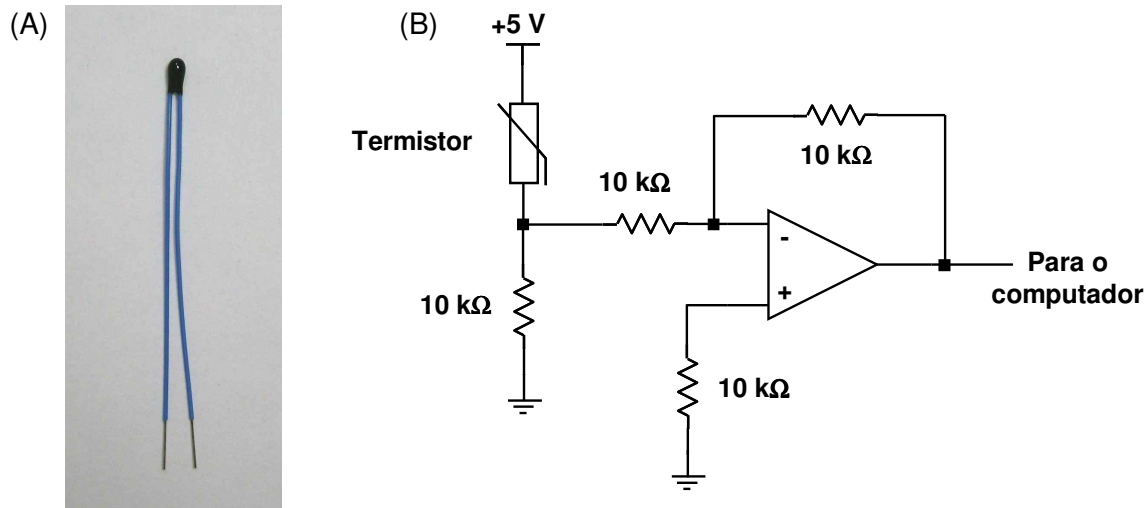 (A)
(B)
+5 V
Termistor
10 kΩ
10 kΩ
10 kΩ
-
+
10 kΩ
Para o
computador